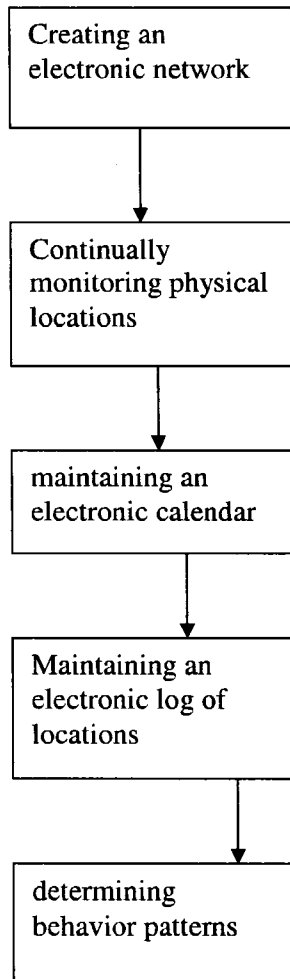 Creating an
electronic network
Continually
monitoring physical
locations
maintaining an
electronic calendar
Maintaining an
electronic log of
locations
determining
behavior patterns